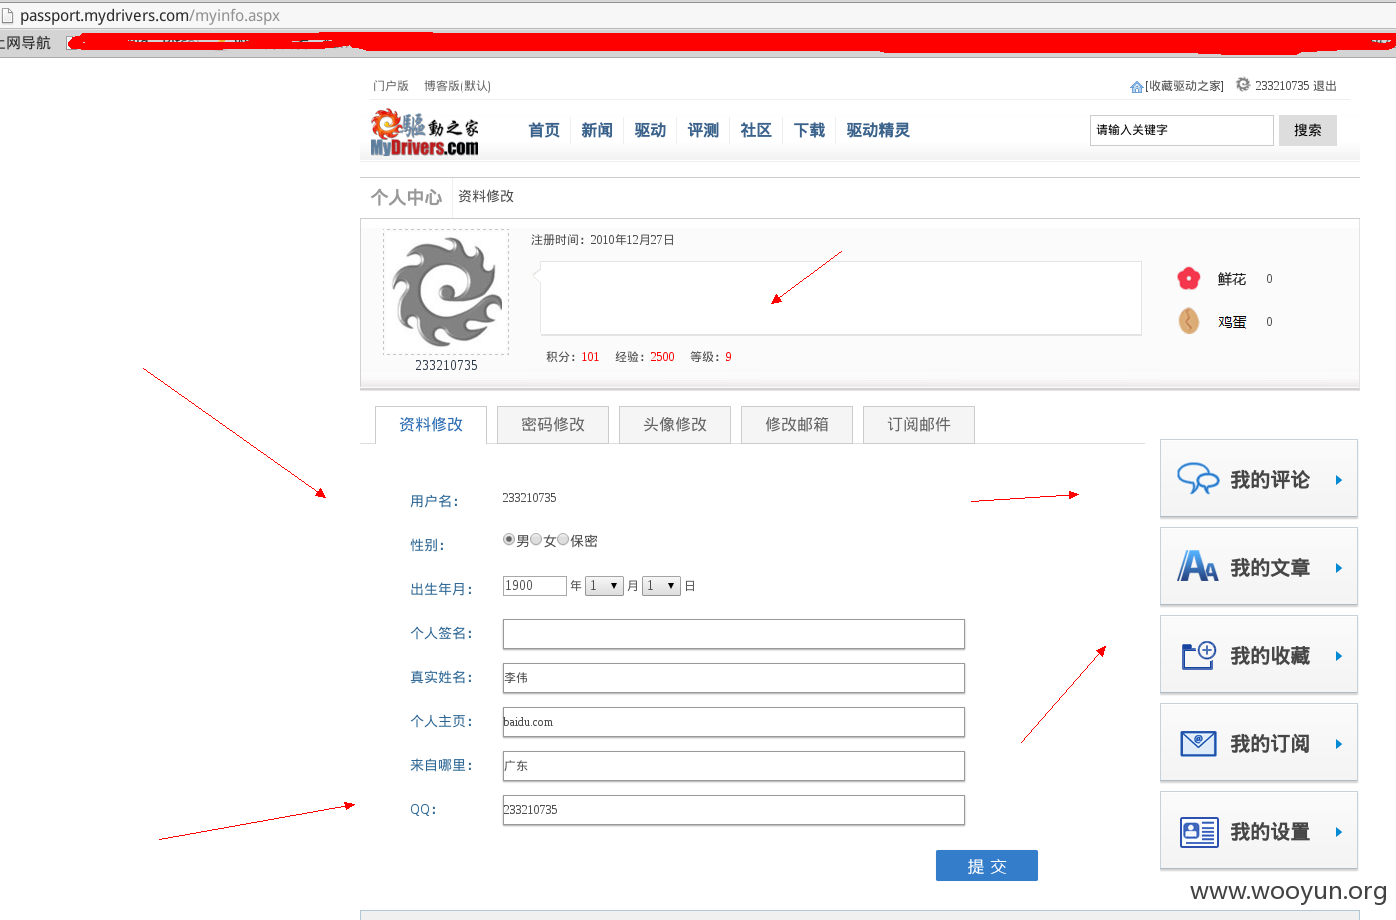 passport.mydrivers.com/myinfo.aspx
上网导航
门户版 博客版(默认) [收藏驱动之家] 233210735 退出
驅動之家
MyDrivers.com
首页 新闻 驱动 评测 社区 下载 驱动精灵 请输入关键字 搜索
个人中心 资料修改
注册时间：2010年12月27日
鲜花 0
鸡蛋 0
积分：101 经验：2500 等级：9
233210735
资料修改 密码修改 头像修改 修改邮箱 订阅邮件
用户名： 233210735
性别： 男 女 保密
出生年月： 1900 年 1 月 1 日
个人签名：
真实姓名： 李伟
个人主页： baidu.com
来自哪里： 广东
QQ： 233210735
提 交
我的评论
我的文章
我的收藏
我的订阅
我的设置
www.wooyun.org